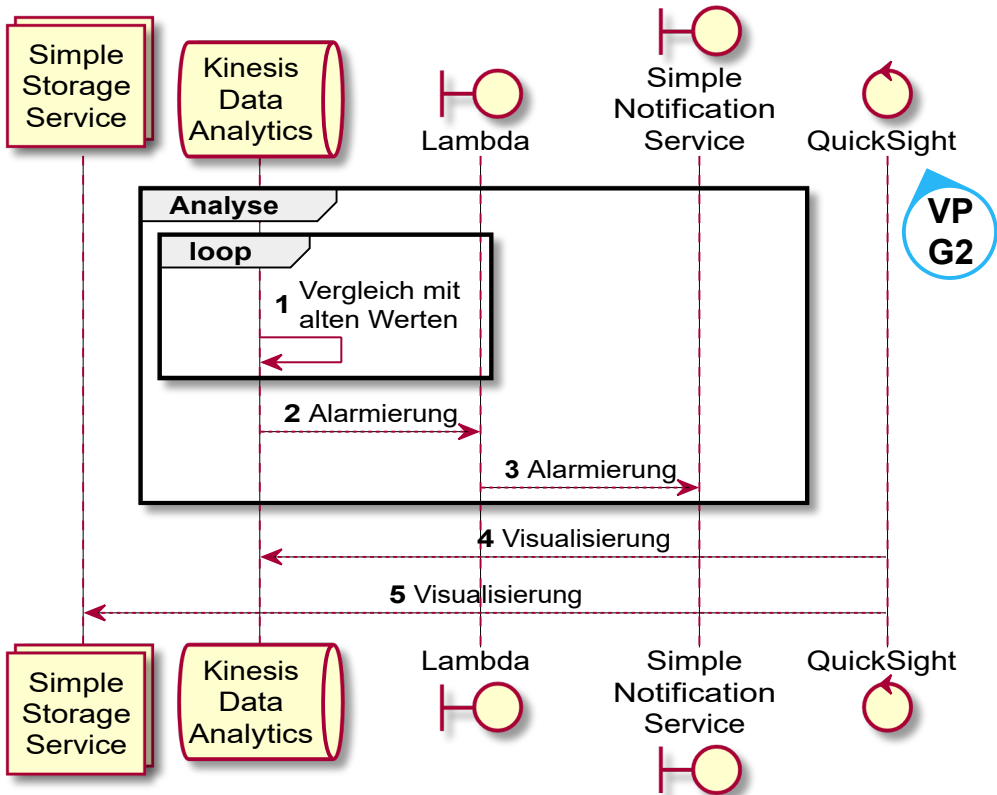 Simple
Storage
Service
Kinesis
Data
Analytics
Lambda
Simple
Notification
Service
QuickSight
VP
G2
Analyse
loop
1 Vergleich mit
alten Werten
2 Alarmierung
3 Alarmierung
4 Visualisierung
5 Visualisierung
Simple
Storage
Service
Kinesis
Data
Analytics
Lambda
Simple
Notification
Service
QuickSight